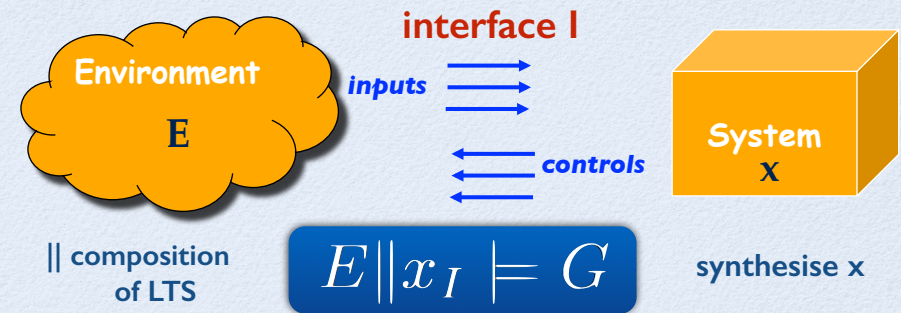 interface I
Environment
E
inputs
System
x
controls
|| composition
of LTS
E||x_I ⊨ G
synthesise x